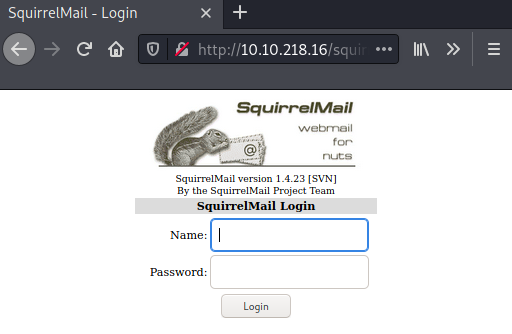 SquirrelMail - Login
http://10.10.218.16/squir
SquirrelMail
webmail
for
nuts
@
SquirrelMail version 1.4.23 [SVN]
By the SquirrelMail Project Team
SquirrelMail Login
Name:
Password:
Login